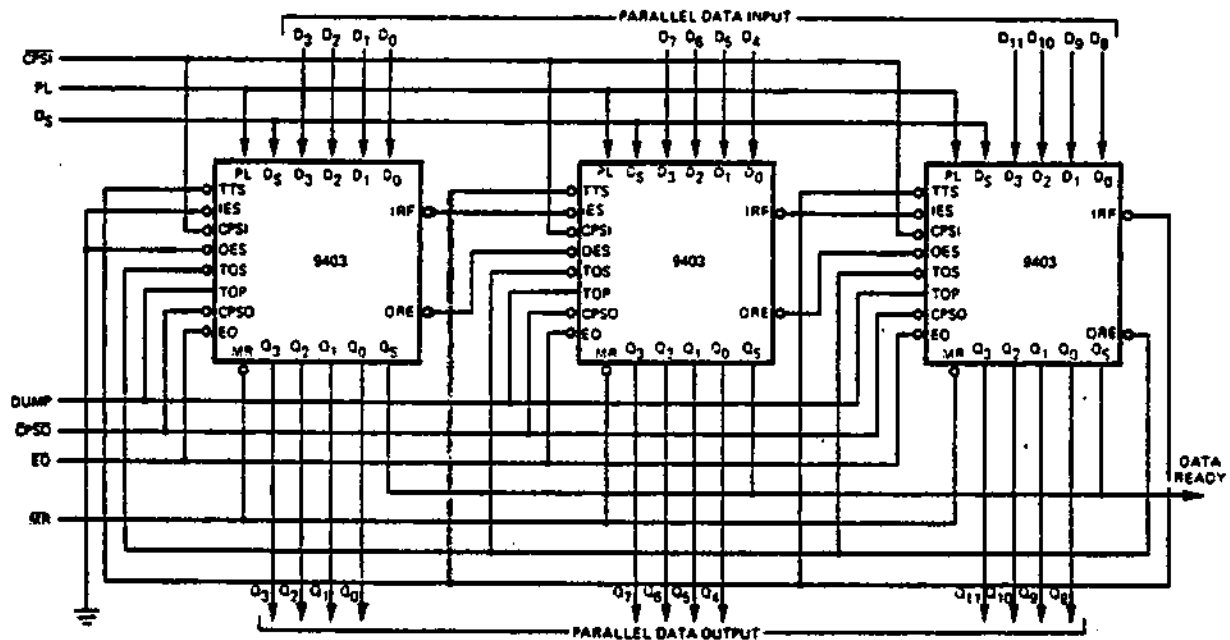 PARALLEL DATA INPUT
D3 D2 D1 D0
D7 D6 D5 D4
D11 D10 D9 D8
CPSI
PL
DS
PL DS D3 D2 D1 D0
TTS
IES
CPSI
OES
TOS
TOP
CPSO
EO
IRF
9403
ORE
MR Q3 Q2 Q1 Q0 QS
PL DS D3 D2 D1 D0
TTS
IES
CPSI
OES
TOS
TOP
CPSO
EO
IRF
9403
ORE
MR Q3 Q3 Q1 Q0 QS
PL DS D3 D2 D1 D0
TTS
IES
CPSI
OES
TOS
TOP
CPSO
EO
IRF
9403
ORE
MR Q3 Q2 Q1 Q0 QS
DUMP
CPSO
EO
MR
DATA
READY
Q3 Q2 Q1 Q0
Q7 Q6 Q5 Q4
Q11 Q10 Q9 Q8
PARALLEL DATA OUTPUT